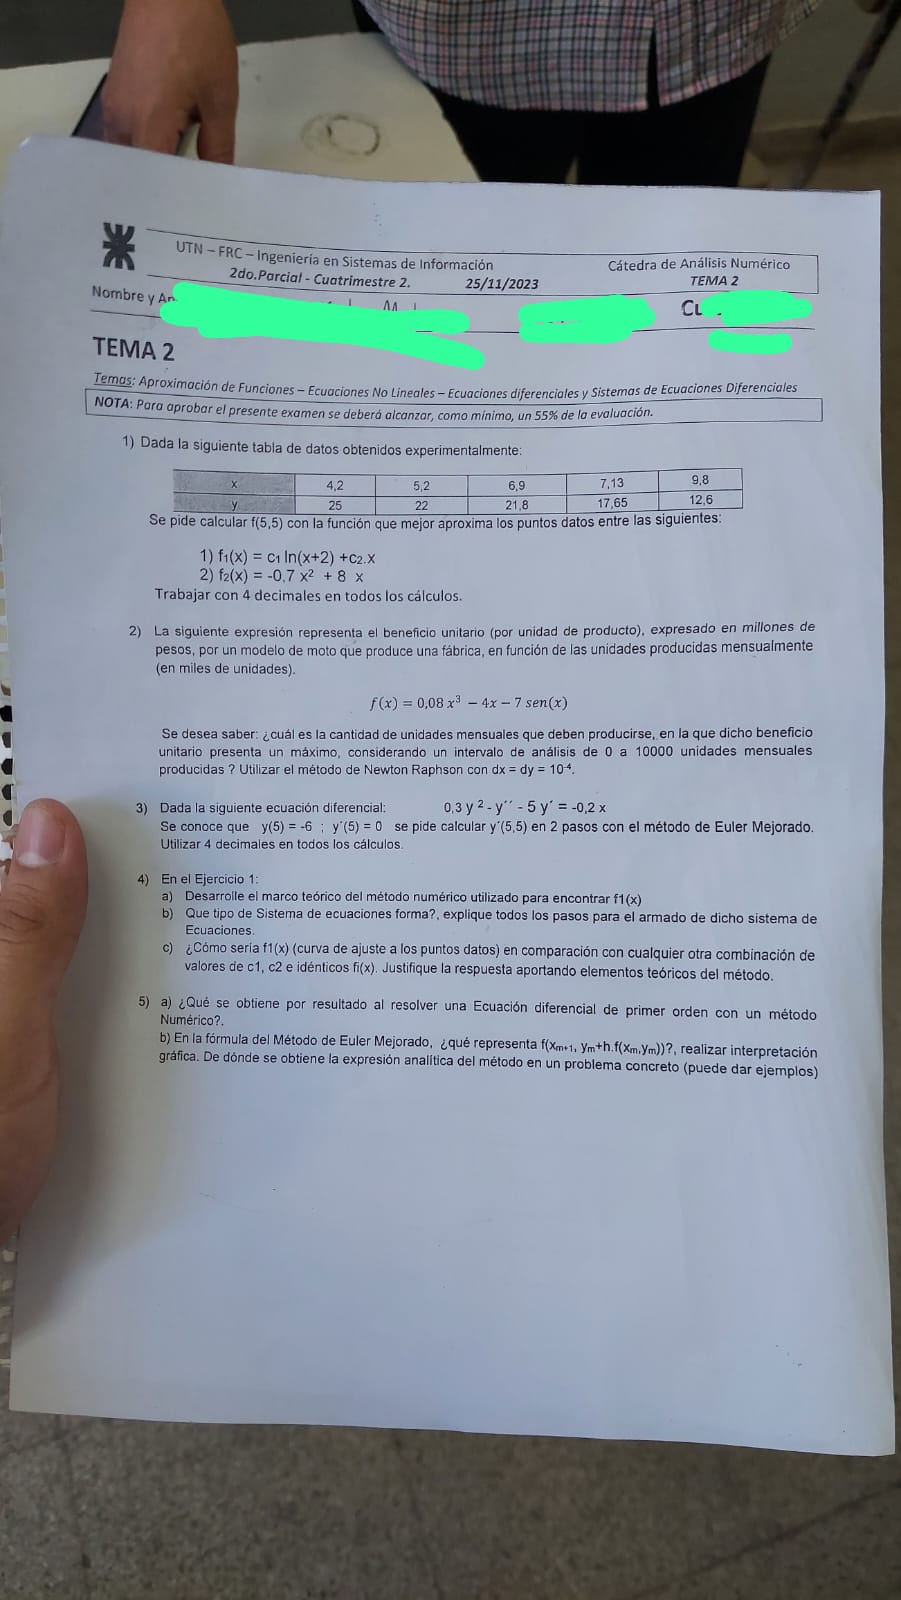 UTN – FRC – Ingeniería en Sistemas de Información
Cátedra de Análisis Numérico
2do.Parcial - Cuatrimestre 2. 25/11/2023
TEMA 2
Nombre y
TEMA 2
Temas: Aproximación de Funciones – Ecuaciones No Lineales – Ecuaciones diferenciales y Sistemas de Ecuaciones Diferenciales
NOTA: Para aprobar el presente examen se deberá alcanzar, como mínimo, un 55% de la evaluación.
1) Dada la siguiente tabla de datos obtenidos experimentalmente:
x 4,2 5,2 6,9 7,13 9,8
y 25 22 21,8 17,65 12,6
Se pide calcular f(5,5) con la función que mejor aproxima los puntos datos entre las siguientes:
1) f₁(x) = c₁ ln(x+2) +c₂.x
2) f₂(x) = -0,7 x² + 8 x
Trabajar con 4 decimales en todos los cálculos.
2) La siguiente expresión representa el beneficio unitario (por unidad de producto), expresado en millones de
pesos, por un modelo de moto que produce una fábrica, en función de las unidades producidas mensualmente
(en miles de unidades).
f(x) = 0,08 x³ − 4x − 7 sen(x)
Se desea saber: ¿cuál es la cantidad de unidades mensuales que deben producirse, en la que dicho beneficio
unitario presenta un máximo, considerando un intervalo de análisis de 0 a 10000 unidades mensuales
producidas ? Utilizar el método de Newton Raphson con dx = dy = 10⁻⁴.
3) Dada la siguiente ecuación diferencial: 0,3 y ² - y´´ - 5 y´ = -0,2 x
Se conoce que y(5) = -6 ; y´(5) = 0 se pide calcular y´(5,5) en 2 pasos con el método de Euler Mejorado.
Utilizar 4 decimales en todos los cálculos.
4) En el Ejercicio 1:
a) Desarrolle el marco teórico del método numérico utilizado para encontrar f1(x)
b) Que tipo de Sistema de ecuaciones forma?, explique todos los pasos para el armado de dicho sistema de
Ecuaciones.
c) ¿Cómo sería f1(x) (curva de ajuste a los puntos datos) en comparación con cualquier otra combinación de
valores de c1, c2 e idénticos fi(x). Justifique la respuesta aportando elementos teóricos del método.
5) a) ¿Qué se obtiene por resultado al resolver una Ecuación diferencial de primer orden con un método
Numérico?.
b) En la fórmula del Método de Euler Mejorado, ¿qué representa f(xₘ₊₁, yₘ+h.f(xₘ,yₘ))?, realizar interpretación
gráfica. De dónde se obtiene la expresión analítica del método en un problema concreto (puede dar ejemplos)